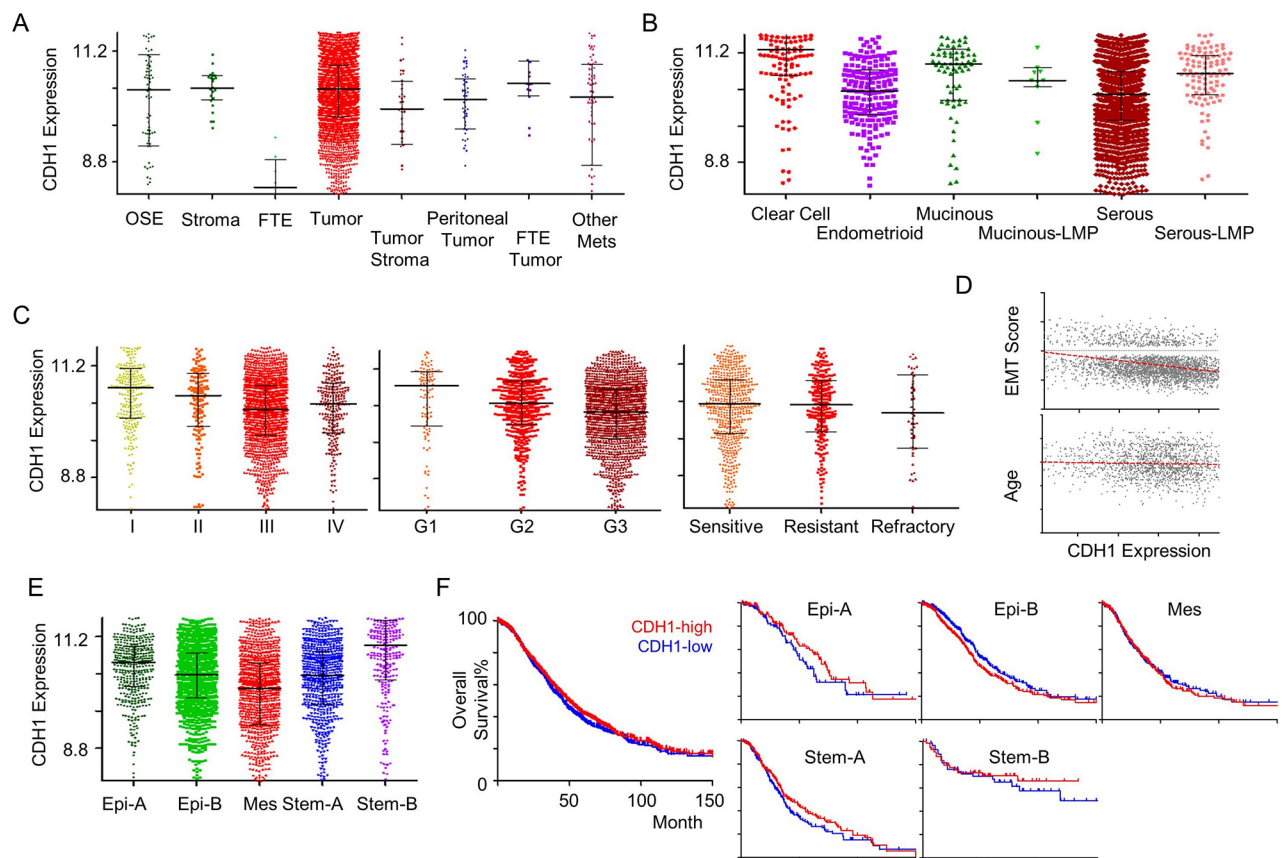 A
CDH1 Expression
11.2
8.8
OSE
Stroma
FTE
Tumor
Tumor
Stroma
Peritoneal
Tumor
FTE
Tumor
Other
Mets
B
CDH1 Expression
11.2
8.8
Clear Cell
Endometrioid
Mucinous
Mucinous-LMP
Serous
Serous-LMP
C
CDH1 Expression
11.2
8.8
I
II
III
IV
G1
G2
G3
Sensitive
Resistant
Refractory
D
EMT Score
Age
CDH1 Expression
E
CDH1 Expression
11.2
8.8
Epi-A
Epi-B
Mes
Stem-A
Stem-B
F
Overall
Survival%
100
0
50
100
150
Month
CDH1-high
CDH1-low
Epi-A
Epi-B
Mes
Stem-A
Stem-B